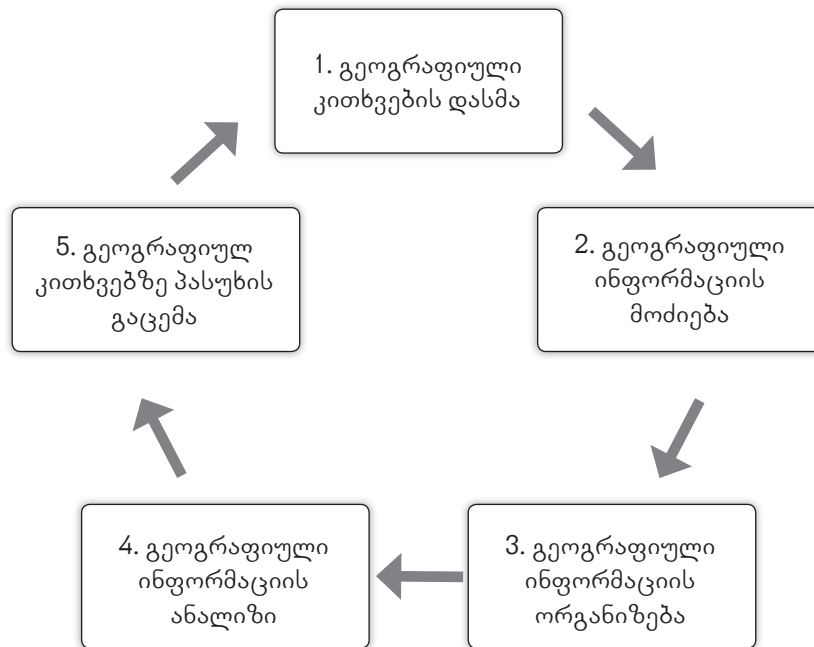 1. გეოგრაფიული
კითხვების დასმა
2. გეოგრაფიული
ინფორმაციის
მოძიება
3. გეოგრაფიული
ინფორმაციის
ორგანიზება
4. გეოგრაფიული
ინფორმაციის
ანალიზი
5. გეოგრაფიულ
კითხვებზე პასუხის
გაცემა